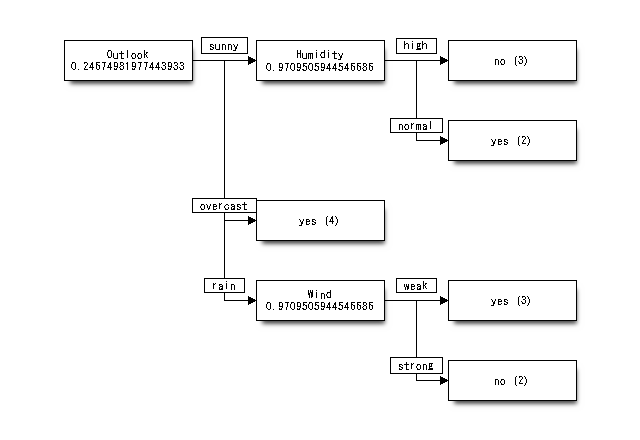 Outlook
0.24674981977443933
sunny
Humidity
0.9709505944546686
high
no (3)
normal
yes (2)
overcast
yes (4)
rain
Wind
0.9709505944546686
weak
yes (3)
strong
no (2)